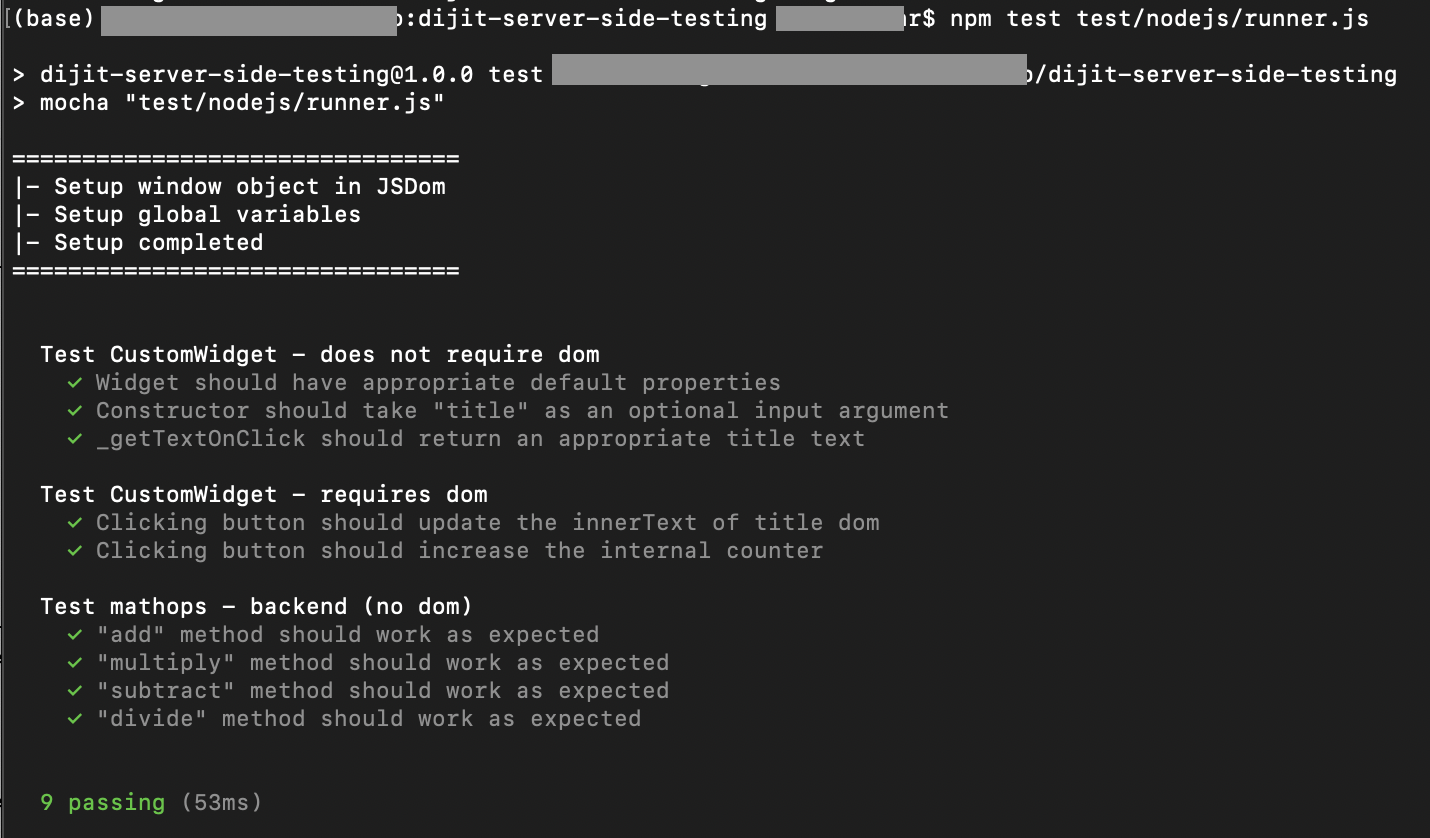 (base) :dijit-server-side-testing r$ npm test test/nodejs/runner.js
> dijit-server-side-testing@1.0.0 test /dijit-server-side-testing
> mocha "test/nodejs/runner.js"
================================
|- Setup window object in JSDom
|- Setup global variables
|- Setup completed
================================
Test CustomWidget – does not require dom
✓ Widget should have appropriate default properties
✓ Constructor should take "title" as an optional input argument
✓ _getTextOnClick should return an appropriate title text
Test CustomWidget – requires dom
✓ Clicking button should update the innerText of title dom
✓ Clicking button should increase the internal counter
Test mathops – backend (no dom)
✓ "add" method should work as expected
✓ "multiply" method should work as expected
✓ "subtract" method should work as expected
✓ "divide" method should work as expected
9 passing (53ms)